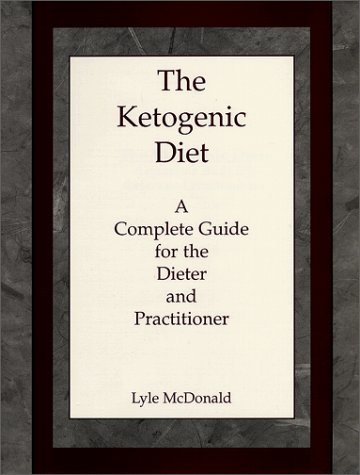 The
Ketogenic
Diet
A
Complete Guide
for the
Dieter
and
Practitioner
Lyle McDonald